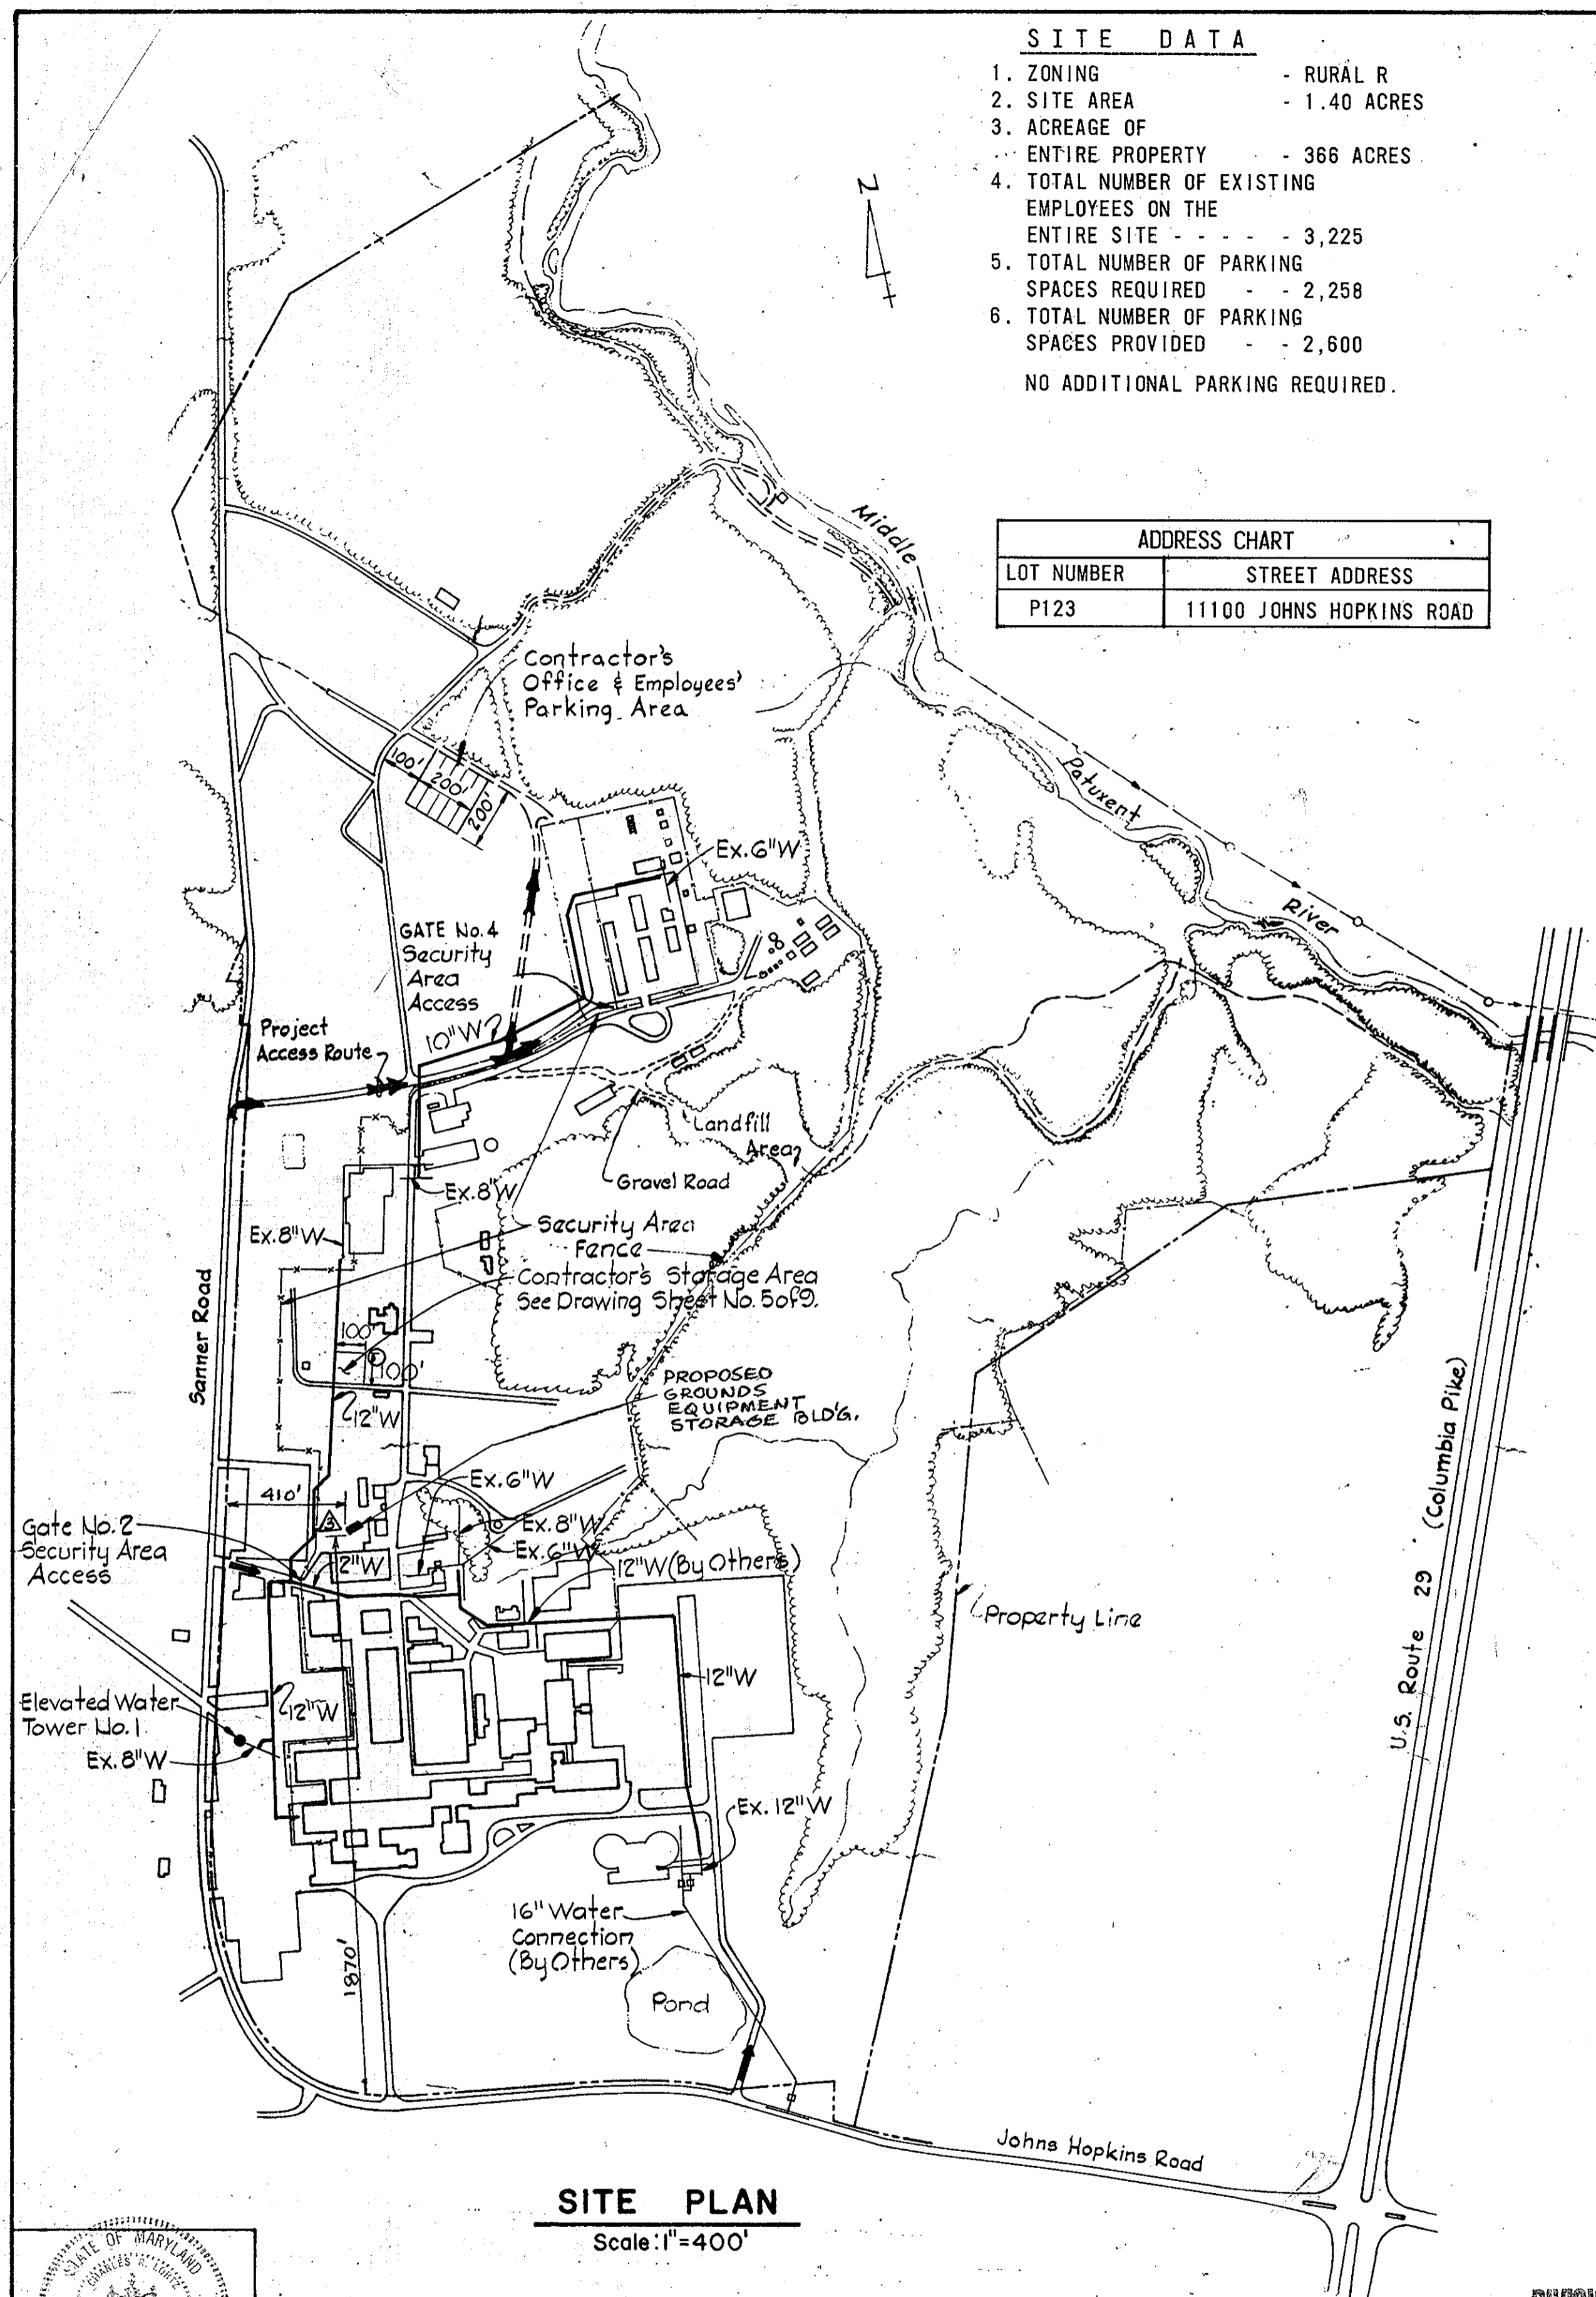 SITE DATA
1. ZONING - RURAL R
2. SITE AREA - 1.40 ACRES
3. ACREAGE OF
ENTIRE PROPERTY - 366 ACRES
4. TOTAL NUMBER OF EXISTING
EMPLOYEES ON THE
ENTIRE SITE - - - - - 3,225
5. TOTAL NUMBER OF PARKING
SPACES REQUIRED - - 2,258
6. TOTAL NUMBER OF PARKING
SPACES PROVIDED - - 2,600
NO ADDITIONAL PARKING REQUIRED.
N
ADDRESS CHART
LOT NUMBER STREET ADDRESS
P123 11100 JOHNS HOPKINS ROAD
Middle
Patuxent
River
Contractor's
Office & Employees'
Parking Area
100'
200'
200'
Ex. 6"W
GATE No. 4
Security
Area
Access
10"W
Project
Access Route
Landfill
Area
Gravel Road
Ex. 8"W
Ex. 8"W
Security Area
Fence
Contractor's Storage Area
See Drawing Sheet No. 5 of 9.
Sanner Road
100'
100'
12"W
PROPOSED
GROUNDS
EQUIPMENT
STORAGE BLD'G.
410'
3
Ex. 6"W
Ex. 8"W
Ex. 6"W
Gate No. 2
Security Area
Access
2"W
12"W (By Others)
Property Line
U.S. Route 29 (Columbia Pike)
12"W
Elevated Water
Tower No. 1
12"W
Ex. 8"W
Ex. 12"W
16" Water
Connection
(By Others)
1870'
Pond
Johns Hopkins Road
SITE PLAN
Scale: 1"=400'
STATE OF MARYLAND
CHARLES R. LORTZ